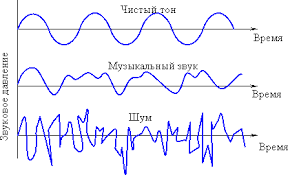 Звуковое давление
Чистый тон
Время
Музыкальный звук
Время
Шум
Время